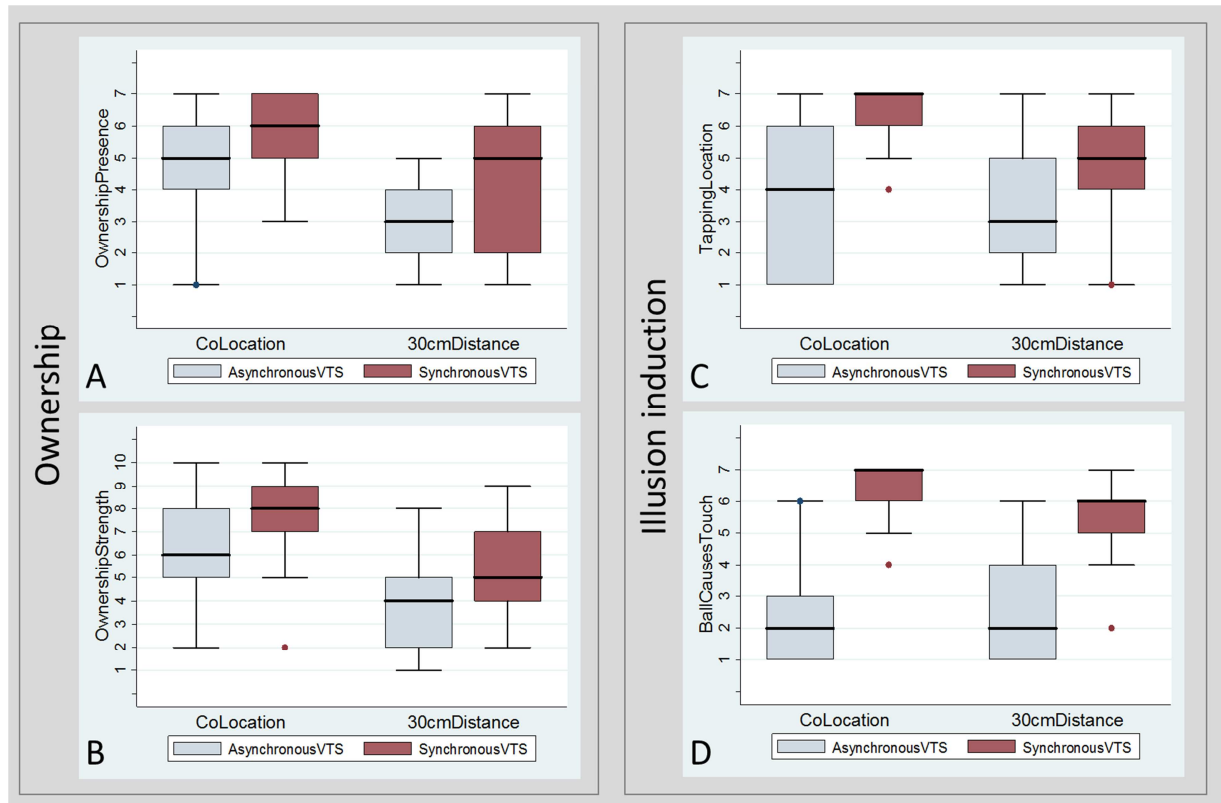 Ownership
OwnershipPresence
7
6
5
4
3
2
1
CoLocation 30cmDistance
A
AsynchronousVTS SynchronousVTS
OwnershipStrength
10
9
8
7
6
5
4
3
2
1
CoLocation 30cmDistance
B
AsynchronousVTS SynchronousVTS
Illusion induction
TappingLocation
7
6
5
4
3
2
1
CoLocation 30cmDistance
C
AsynchronousVTS SynchronousVTS
BallCausesTouch
7
6
5
4
3
2
1
CoLocation 30cmDistance
D
AsynchronousVTS SynchronousVTS